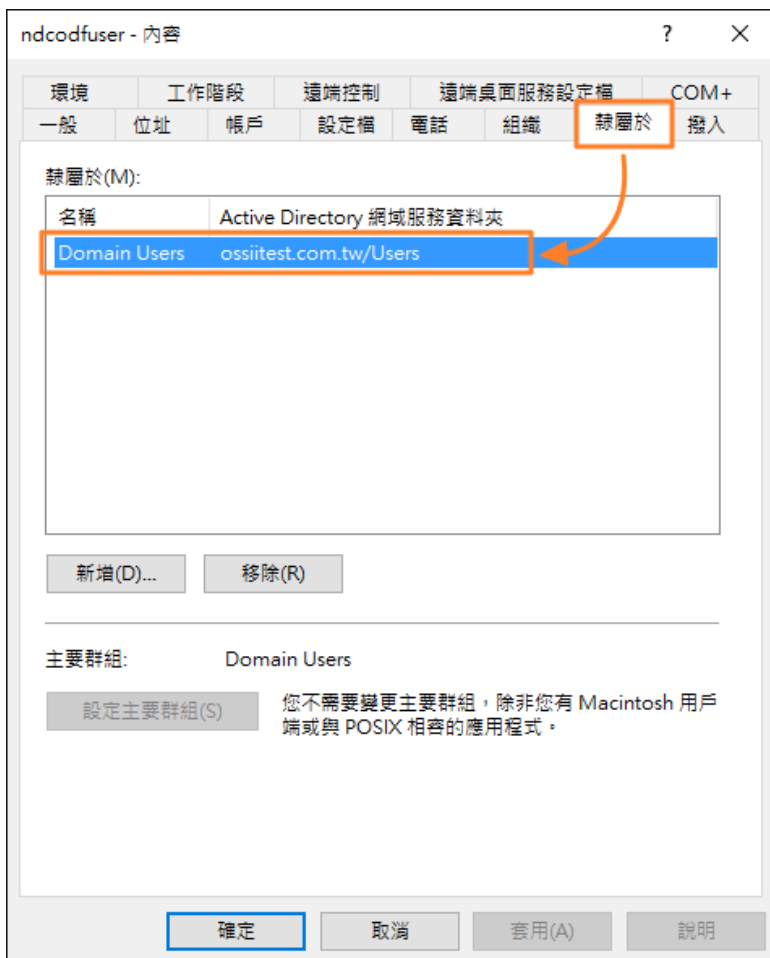 ndcodfuser - 內容
環境 工作階段 遠端控制 遠端桌面服務設定檔 COM+
一般 位址 帳戶 設定檔 電話 組織 隸屬於 撥入
隸屬於(M):
名稱 Active Directory 網域服務資料夾
Domain Users ossiitest.com.tw/Users
新增(D)... 移除(R)
主要群組: Domain Users
設定主要群組(S)
您不需要變更主要群組，除非您有 Macintosh 用戶
端或與 POSIX 相容的應用程式。
確定 取消 套用(A) 說明